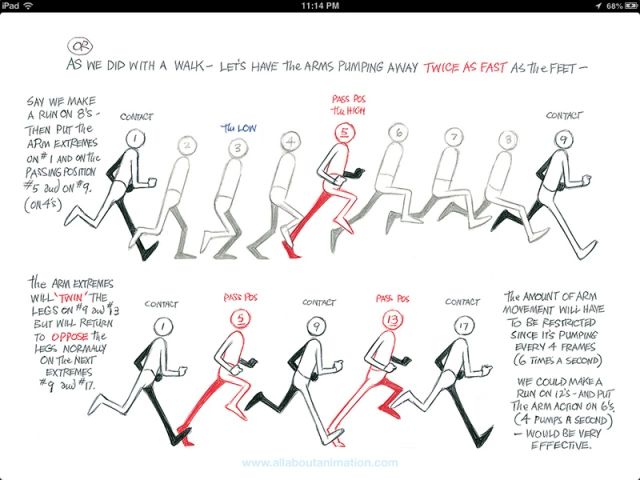 iPad
11:14 PM
68%
OR
AS WE DID WITH A WALK — LET'S HAVE the ARMS PUMPING AWAY TWICE AS FAST AS the FEET —
SAY WE MAKE
A RUN ON 8'S –
THEN PUT the
ARM EXTREMES
ON #1 AND ON the
PASSING POSITION
#5 and ON #9.
(ON 4'S)
CONTACT
the LOW
PASS POS
the HIGH
CONTACT
1
2
3
4
5
6
7
8
9
the ARM EXTREMES
WILL 'TWIN' THE
LEGS ON #9 and #13
BUT WILL RETURN
TO OPPOSE the
LEGS NORMALLY
ON the NEXT
EXTREMES
#9 and #17.
CONTACT
PASS POS
CONTACT
PASS POS
CONTACT
1
5
9
13
17
the AMOUNT OF ARM
MOVEMENT WILL HAVE
TO BE RESTRICTED
SINCE IT'S PUMPING
EVERY 4 FRAMES
(6 TIMES A SECOND)
WE COULD MAKE A
RUN ON 12'S – AND PUT
THE ARM ACTION ON 6'S,
(4 PUMPS A SECOND)
– WOULD BE VERY
EFFECTIVE.
www.allaboutanimation.com